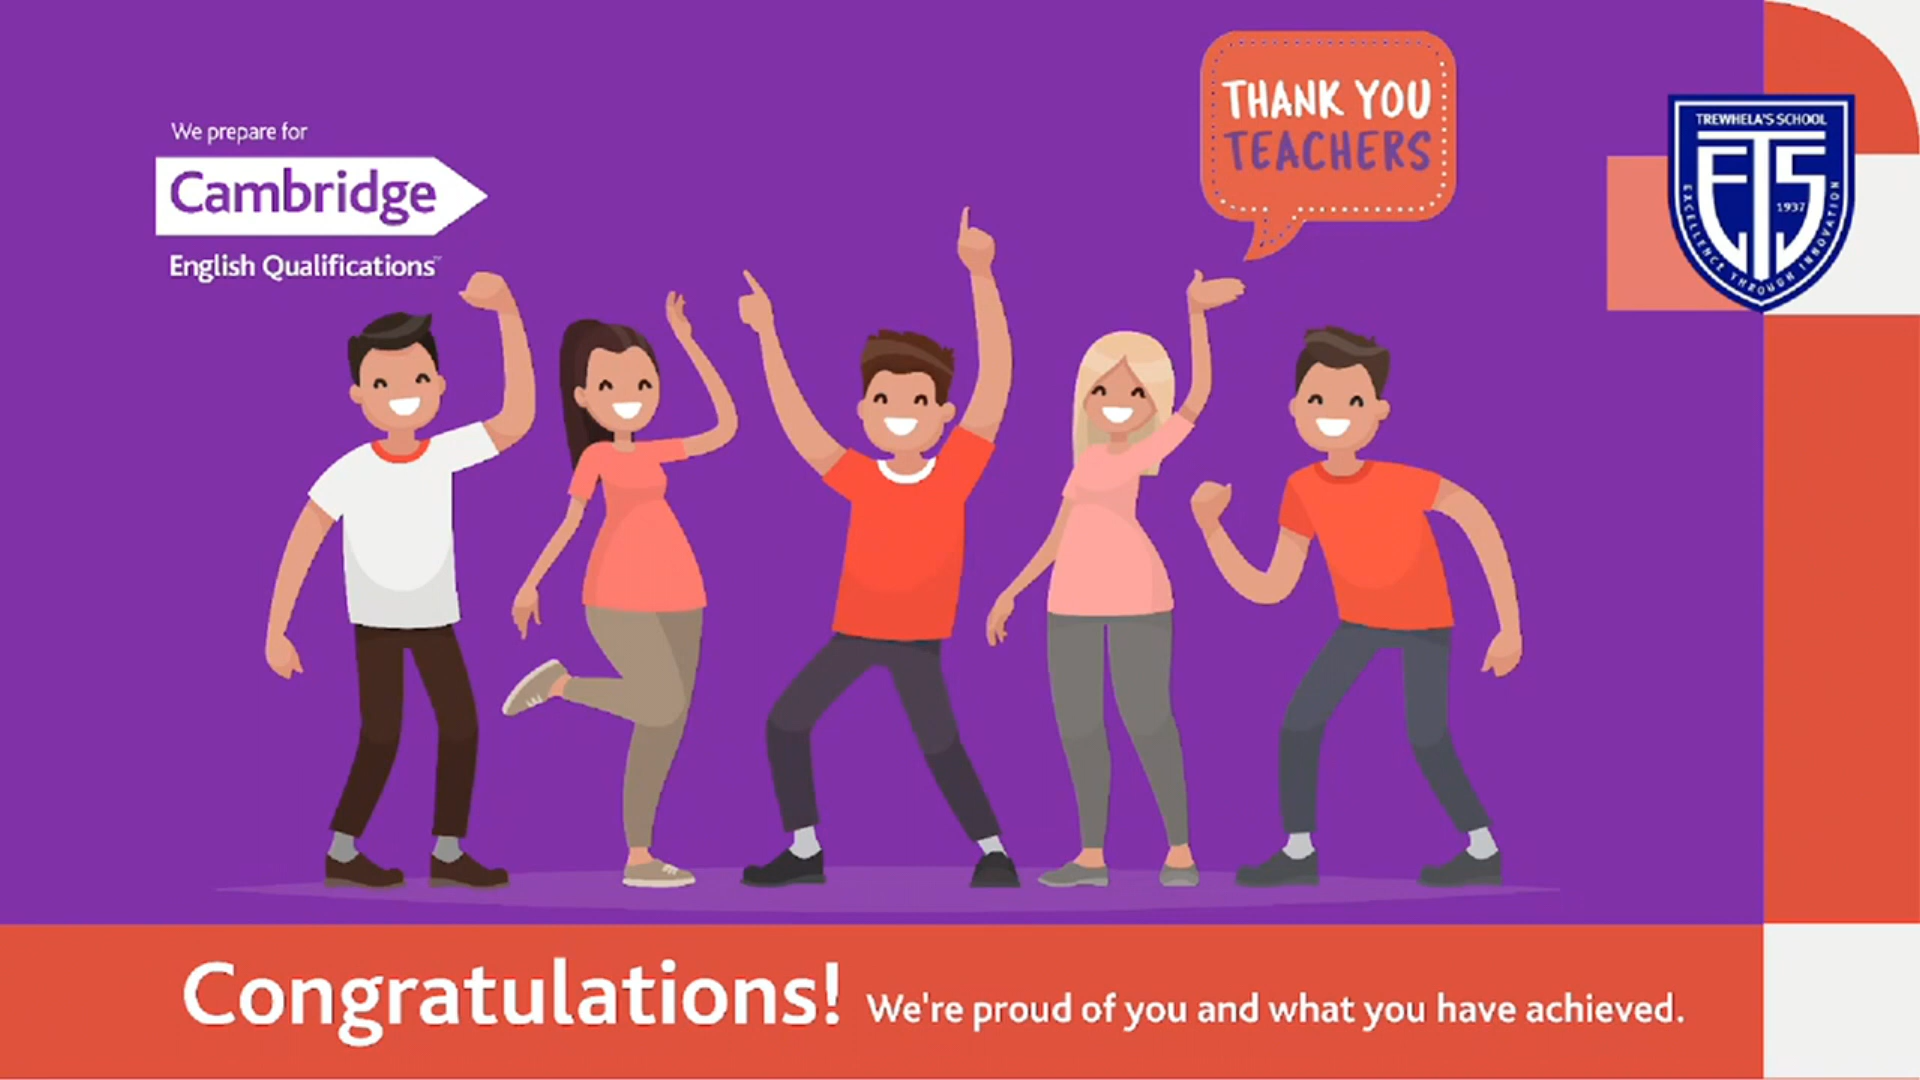 We prepare for
Cambridge
English Qualifications™
THANK YOU
TEACHERS
TREWHELA'S SCHOOL
ETS
1937
EXCELLENCE THROUGH INNOVATION
Congratulations! We're proud of you and what you have achieved.